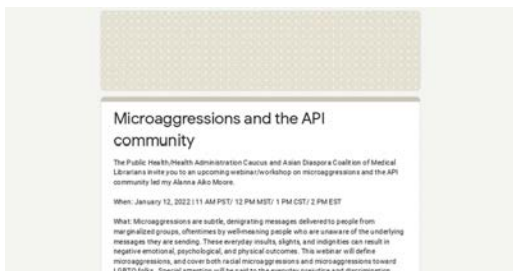 Microaggressions and the API
community
The Public Health/Health Administration Caucus and Asian Diaspora Coalition of Medical
Librarians invite you to an upcoming webinar/workshop on microaggressions and the API
community led my Alanna Aiko Moore.
When: January 12, 2022 | 11 AM PST/ 12 PM MST/ 1 PM CST/ 2 PM EST
What: Microaggressions are subtle, denigrating messages delivered to people from
marginalized groups, oftentimes by well-meaning people who are unaware of the underlying
messages they are sending. These everyday insults, slights, and indignities can result in
negative emotional, psychological, and physical outcomes. This webinar will define
microaggressions, and cover both racial microaggressions and microaggressions toward
LGBTQ folks. Special attention will be paid to the everyday prejudice and discrimination